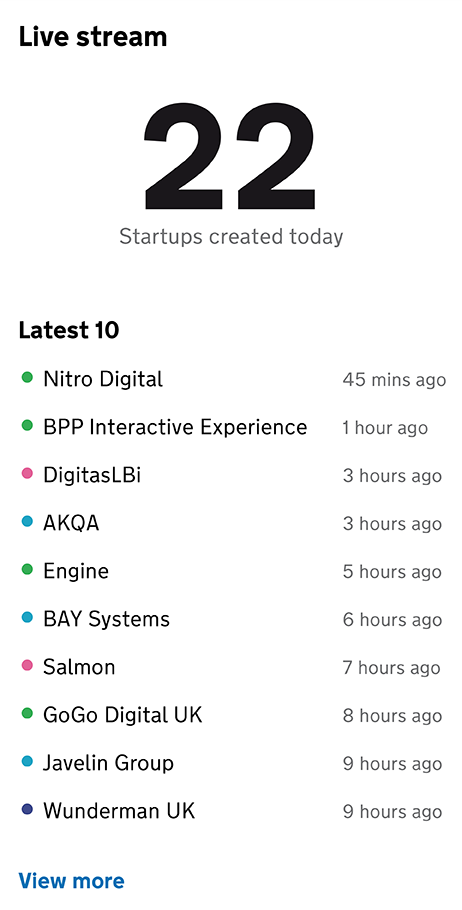 Live stream
22
Startups created today
Latest 10
Nitro Digital 45 mins ago
BPP Interactive Experience 1 hour ago
DigitasLBi 3 hours ago
AKQA 3 hours ago
Engine 5 hours ago
BAY Systems 6 hours ago
Salmon 7 hours ago
GoGo Digital UK 8 hours ago
Javelin Group 9 hours ago
Wunderman UK 9 hours ago
View more